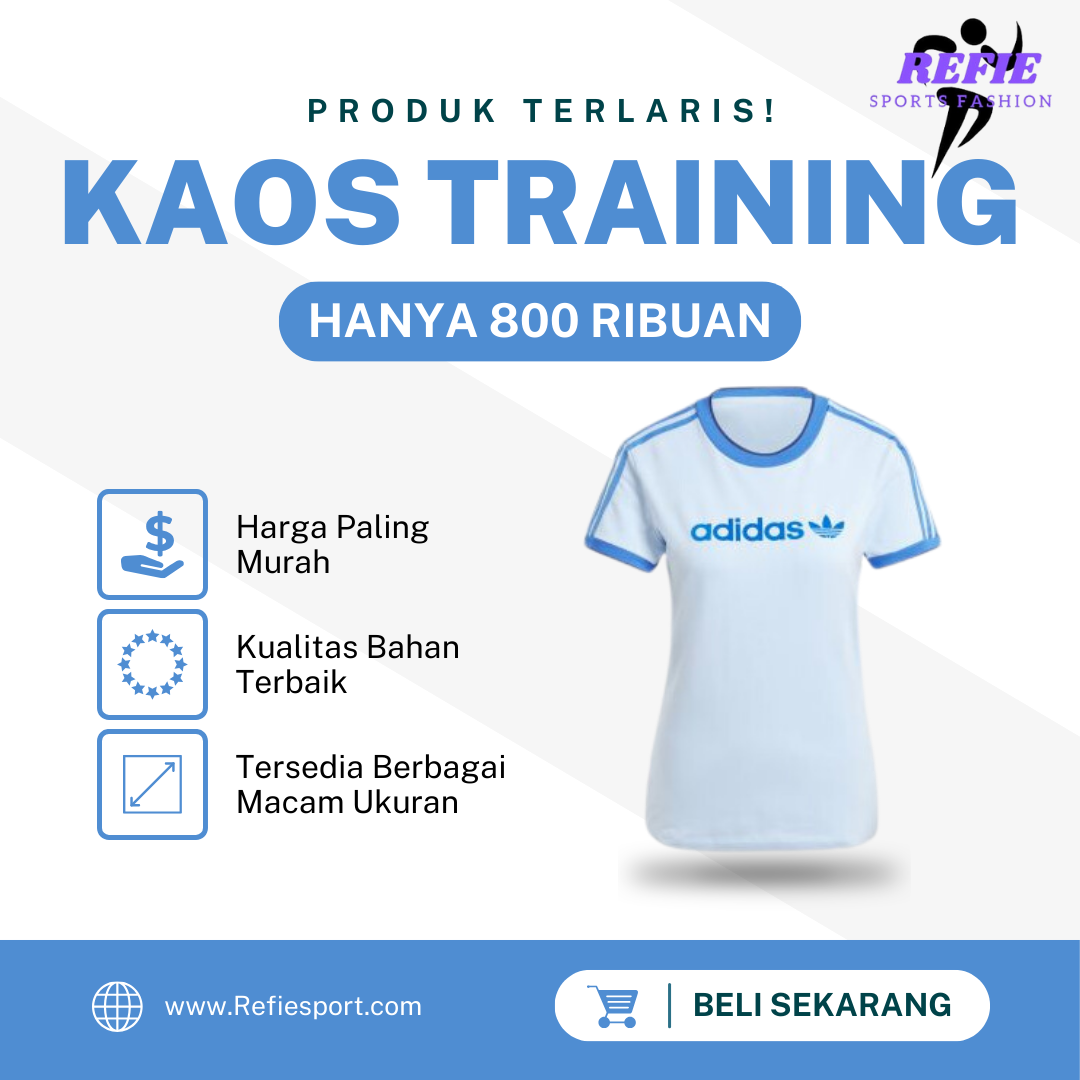 REFIE
SPORTS FASHION
PRODUK TERLARIS!
KAOS TRAINING
HANYA 800 RIBUAN
adidas
$
Harga Paling
Murah
Kualitas Bahan
Terbaik
Tersedia Berbagai
Macam Ukuran
www.Refiesport.com
BELI SEKARANG